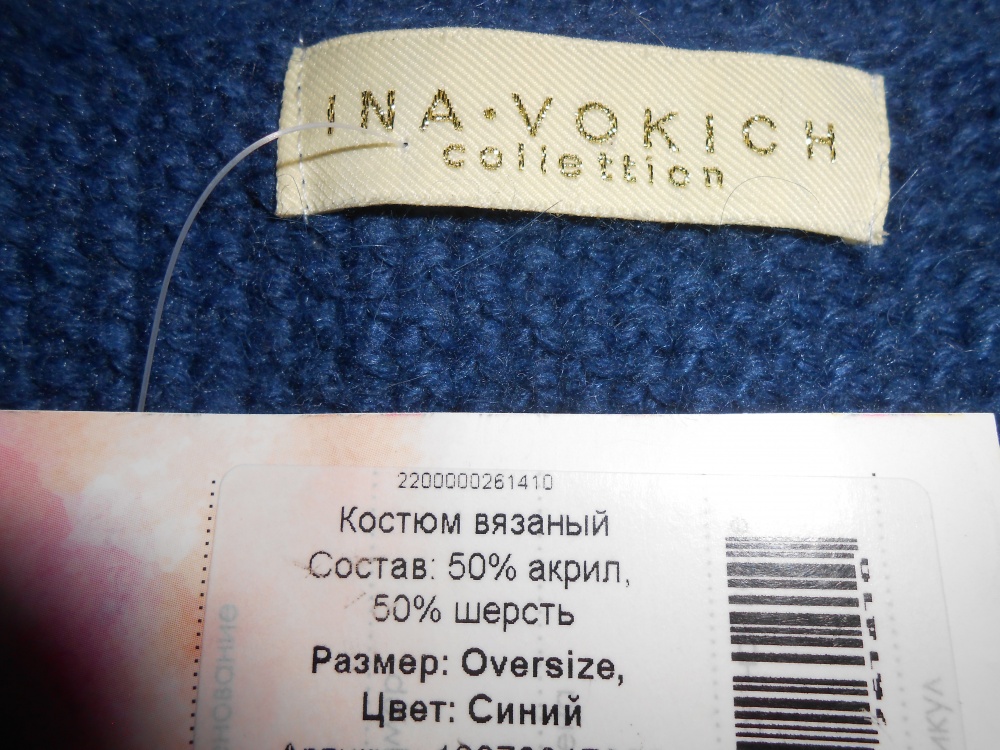 INA·VOKICH
collettion
2200000261410
Костюм вязаный
Состав: 50% акрил,
50% шерсть
Размер: Oversize,
Цвет: Синий